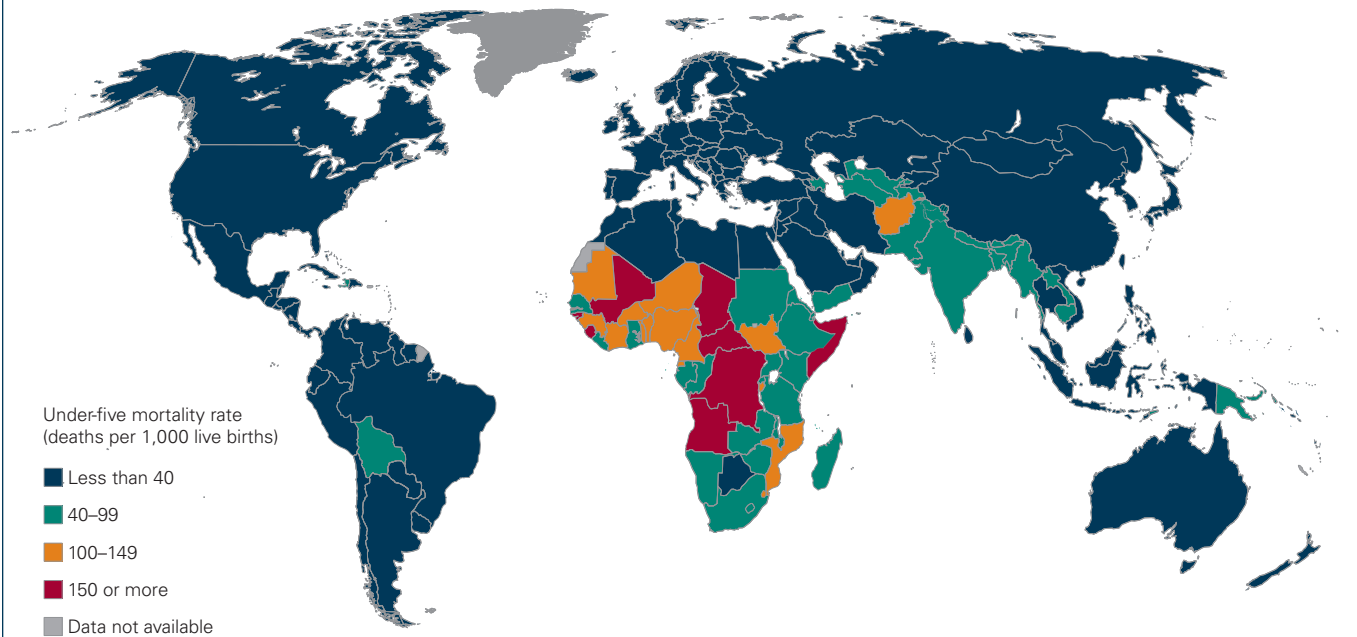 Under-five mortality rate
(deaths per 1,000 live births)
Less than 40
40–99
100–149
150 or more
Data not available